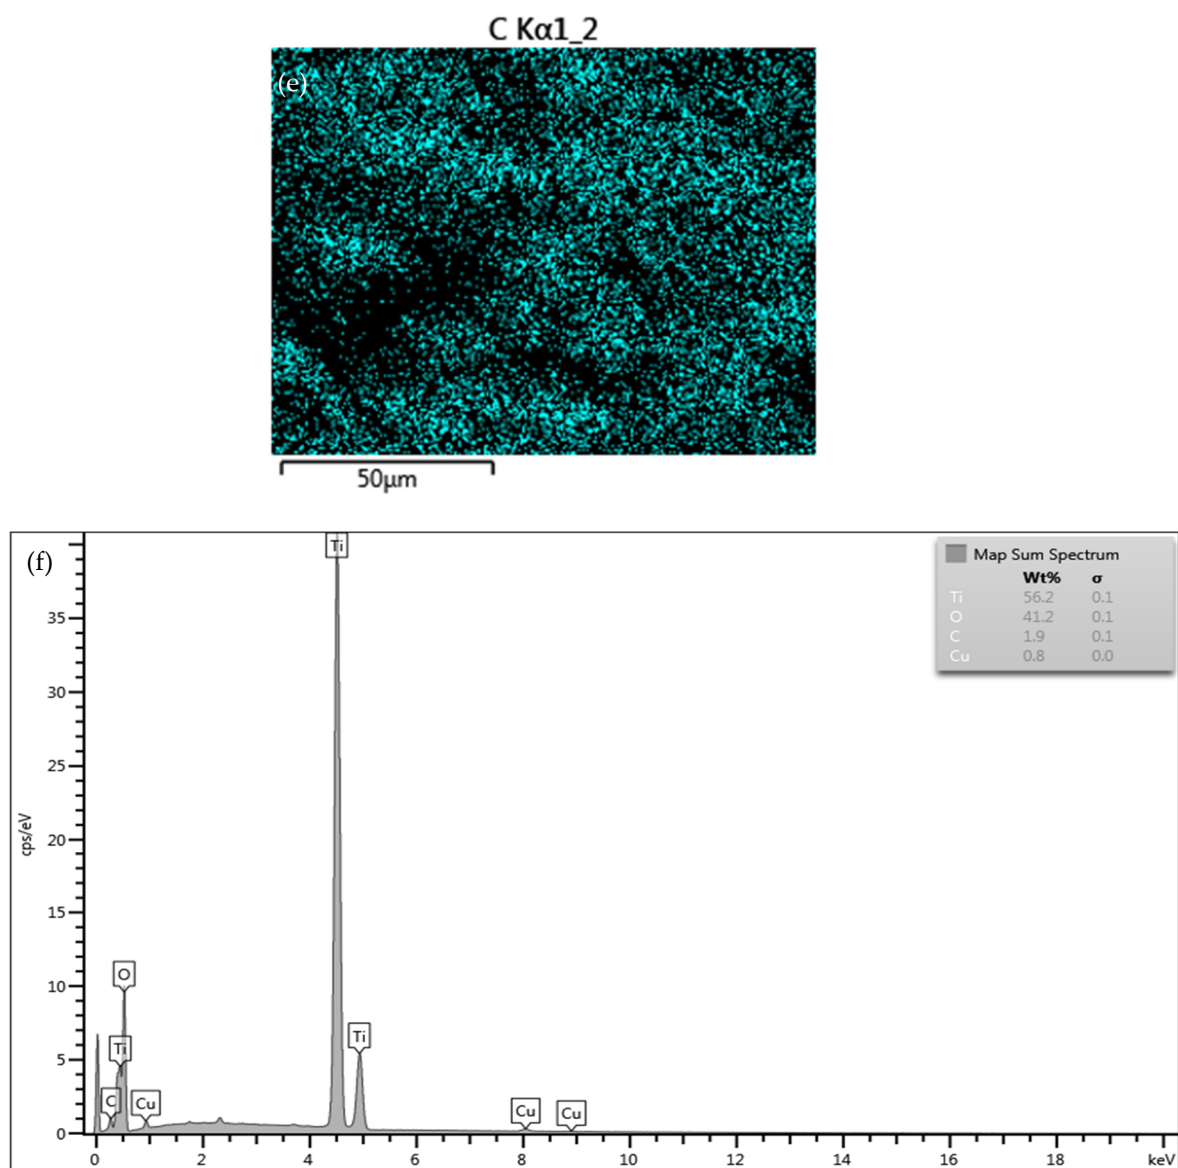 C Kα1_2
(e)
50µm
(f)
Ti
Map Sum Spectrum
Wt% σ
Ti 56.2 0.1
O 41.2 0.1
C 1.9 0.1
Cu 0.8 0.0
35
30
25
20
cps/eV
15
10
O
5
Ti
Ti
C
Cu
Cu
Cu
0
0 2 4 6 8 10 12 14 16 18 keV